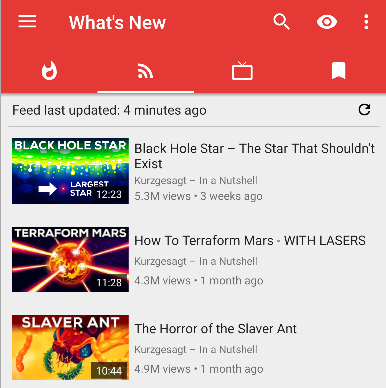 What's New
Feed last updated: 4 minutes ago
BLACK HOLE STAR
LARGEST
STAR
12:23
Black Hole Star – The Star That Shouldn't
Exist
Kurzgesagt – In a Nutshell
5.3M views • 3 weeks ago
TERRAFORM MARS
11:28
How To Terraform Mars - WITH LASERS
Kurzgesagt – In a Nutshell
4.3M views • 1 month ago
SLAVER ANT
10:44
The Horror of the Slaver Ant
Kurzgesagt – In a Nutshell
4.9M views • 1 month ago